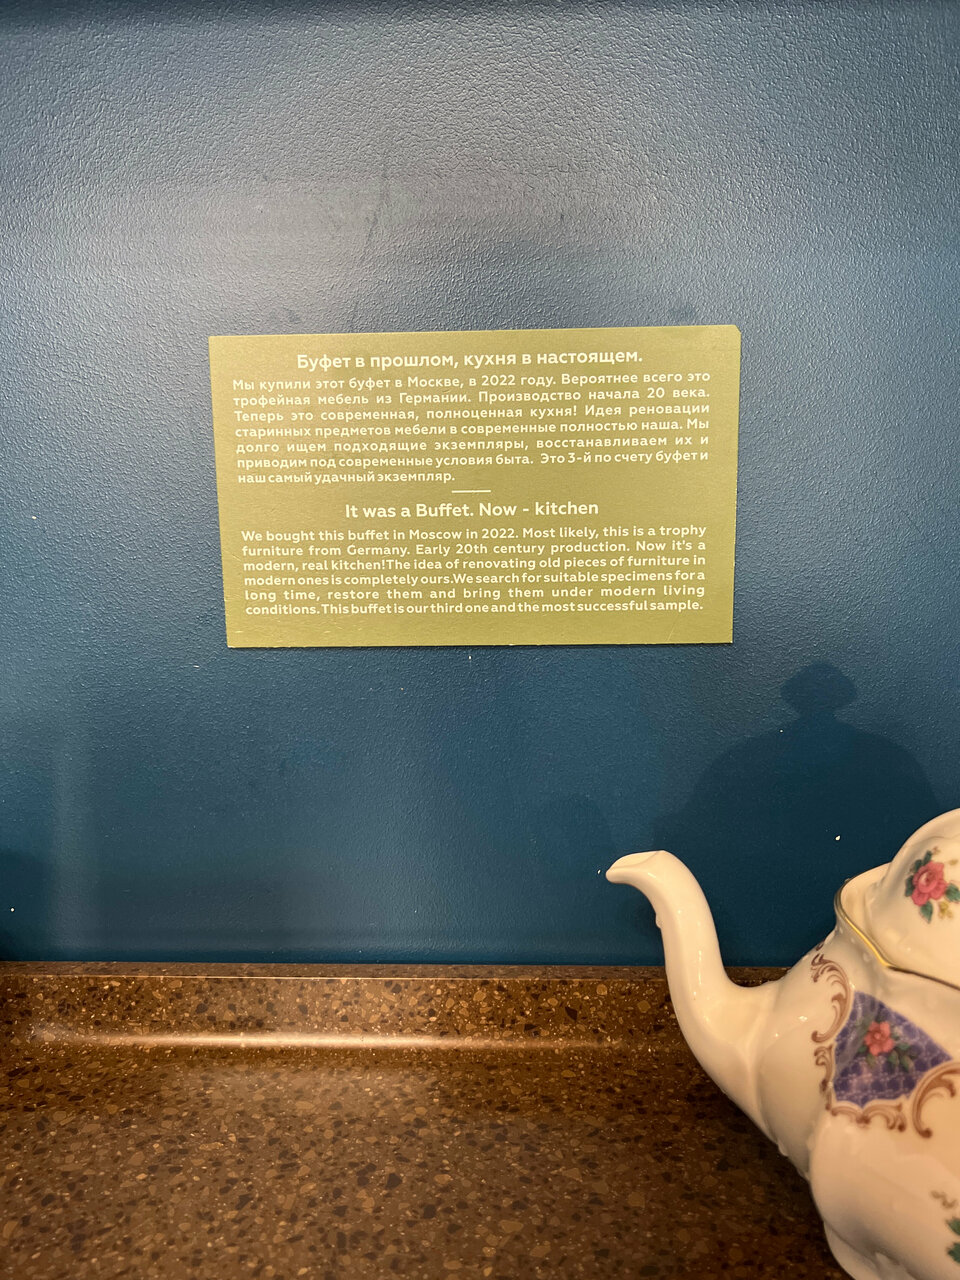 Буфет в прошлом, кухня в настоящем.
Мы купили этот буфет в Москве, в 2022 году. Вероятнее всего это
трофейная мебель из Германии. Производство начала 20 века.
Теперь это современная, полноценная кухня! Идея реновации
старинных предметов мебели в современные полностью наша. Мы
долго ищем подходящие экземпляры, восстанавливаем их и
приводим под современные условия быта. Это 3-й по счету буфет и
наш самый удачный экземпляр.
It was a Buffet. Now - kitchen
We bought this buffet in Moscow in 2022. Most likely, this is a trophy
furniture from Germany. Early 20th century production. Now it's a
modern, real kitchen!The idea of renovating old pieces of furniture in
modern ones is completely ours.We search for suitable specimens for a
long time, restore them and bring them under modern living
conditions. This buffet is our third one and the most successful sample.